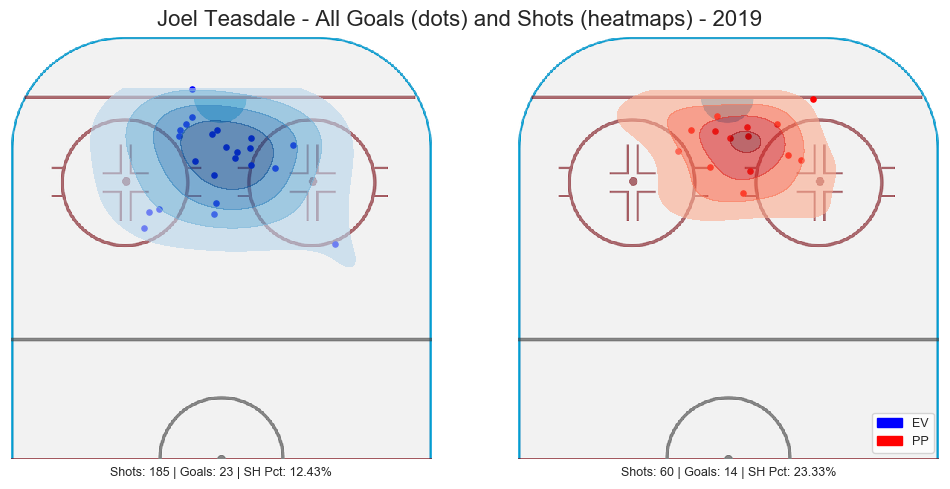 Joel Teasdale - All Goals (dots) and Shots (heatmaps) - 2019
EV
PP
Shots: 185 | Goals: 23 | SH Pct: 12.43%
Shots: 60 | Goals: 14 | SH Pct: 23.33%